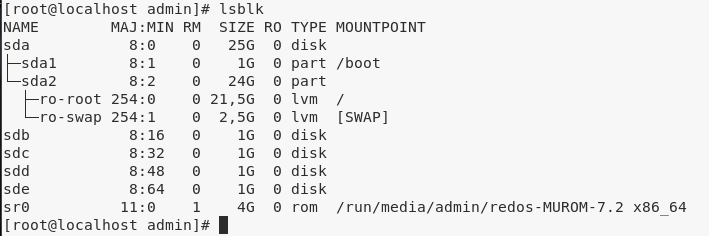 [root@localhost admin]# lsblk
NAME        MAJ:MIN RM  SIZE RO TYPE MOUNTPOINT
sda           8:0    0   25G  0 disk
├─sda1        8:1    0    1G  0 part /boot
└─sda2        8:2    0   24G  0 part
  ├─ro-root 254:0    0 21,5G  0 lvm  /
  └─ro-swap 254:1    0  2,5G  0 lvm  [SWAP]
sdb           8:16   0    1G  0 disk
sdc           8:32   0    1G  0 disk
sdd           8:48   0    1G  0 disk
sde           8:64   0    1G  0 disk
sr0          11:0    1    4G  0 rom  /run/media/admin/redos-MUROM-7.2 x86_64
[root@localhost admin]#